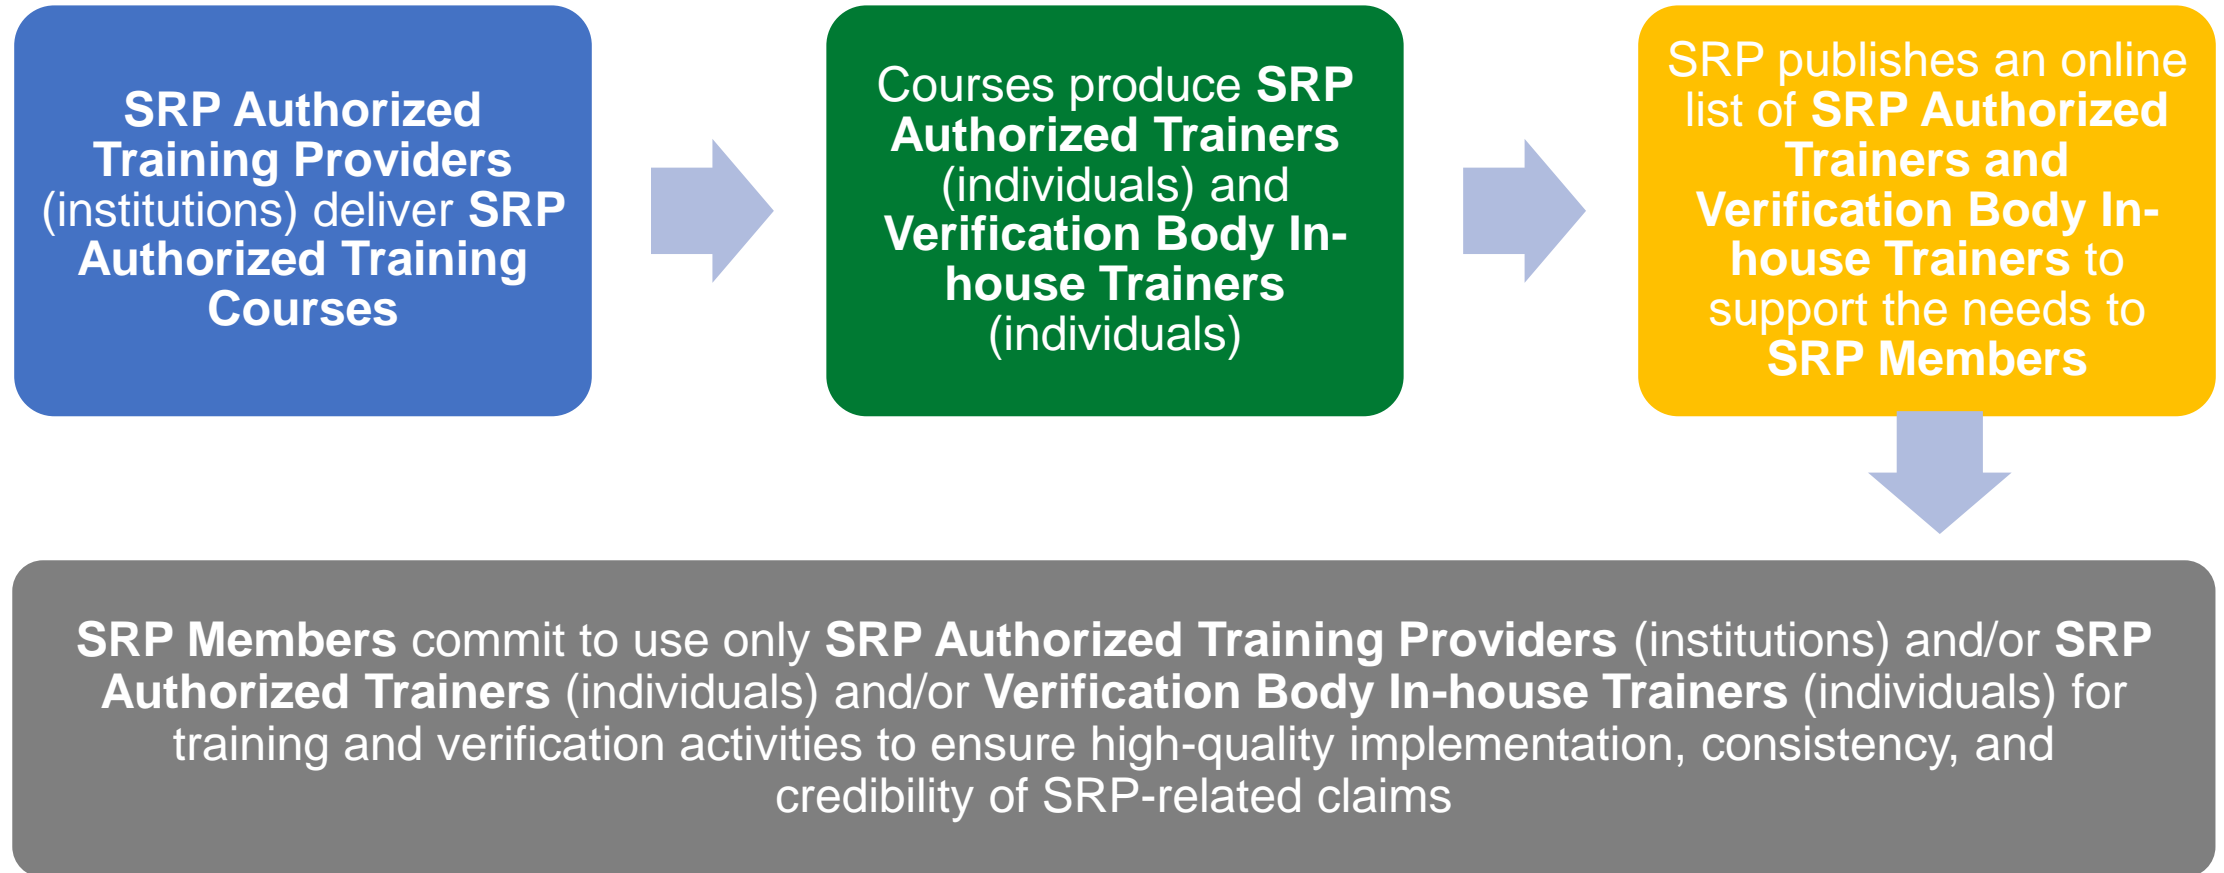 SRP Authorized
Training Providers
(institutions) deliver SRP
Authorized Training
Courses
Courses produce SRP
Authorized Trainers
(individuals) and
Verification Body In-
house Trainers
(individuals)
SRP publishes an online
list of SRP Authorized
Trainers and
Verification Body In-
house Trainers to
support the needs to
SRP Members
SRP Members commit to use only SRP Authorized Training Providers (institutions) and/or SRP
Authorized Trainers (individuals) and/or Verification Body In-house Trainers (individuals) for
training and verification activities to ensure high-quality implementation, consistency, and
credibility of SRP-related claims